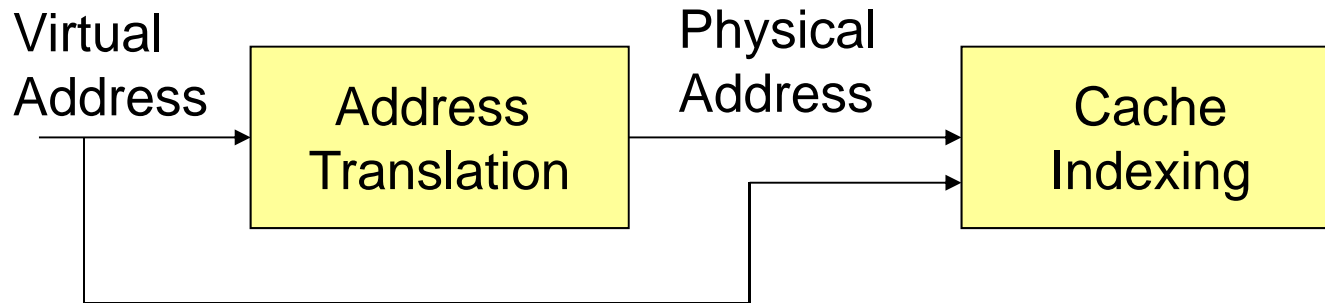 Virtual
Address
Address
Translation
Physical
Address
Cache
Indexing